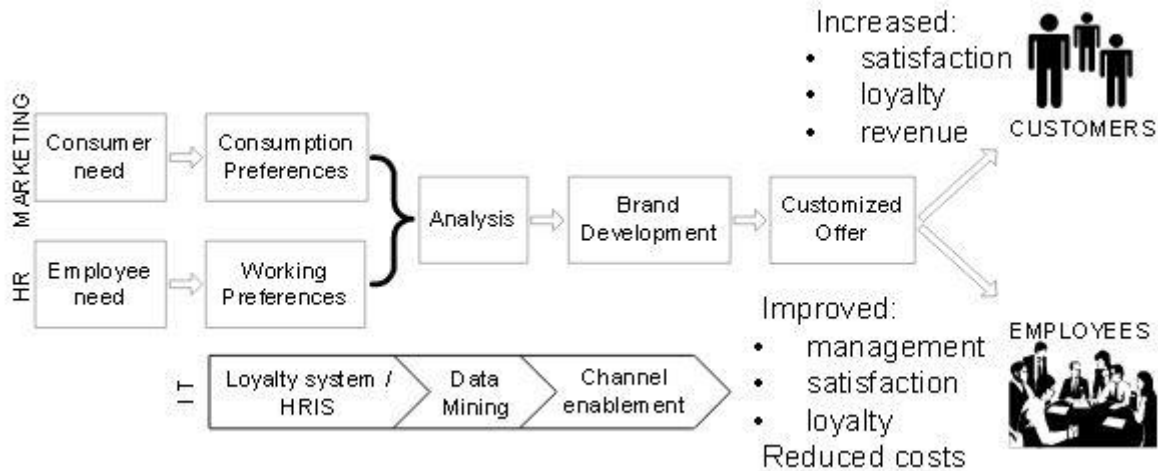 Increased:
• satisfaction
• loyalty
• revenue
CUSTOMERS
MARKETING
Consumer
need
Consumption
Preferences
HR
Employee
need
Working
Preferences
Analysis
Brand
Development
Customized
Offer
Improved:
• management
• satisfaction
• loyalty
Reduced costs
EMPLOYEES
IT
Loyalty system /
HRIS
Data
Mining
Channel
enablement